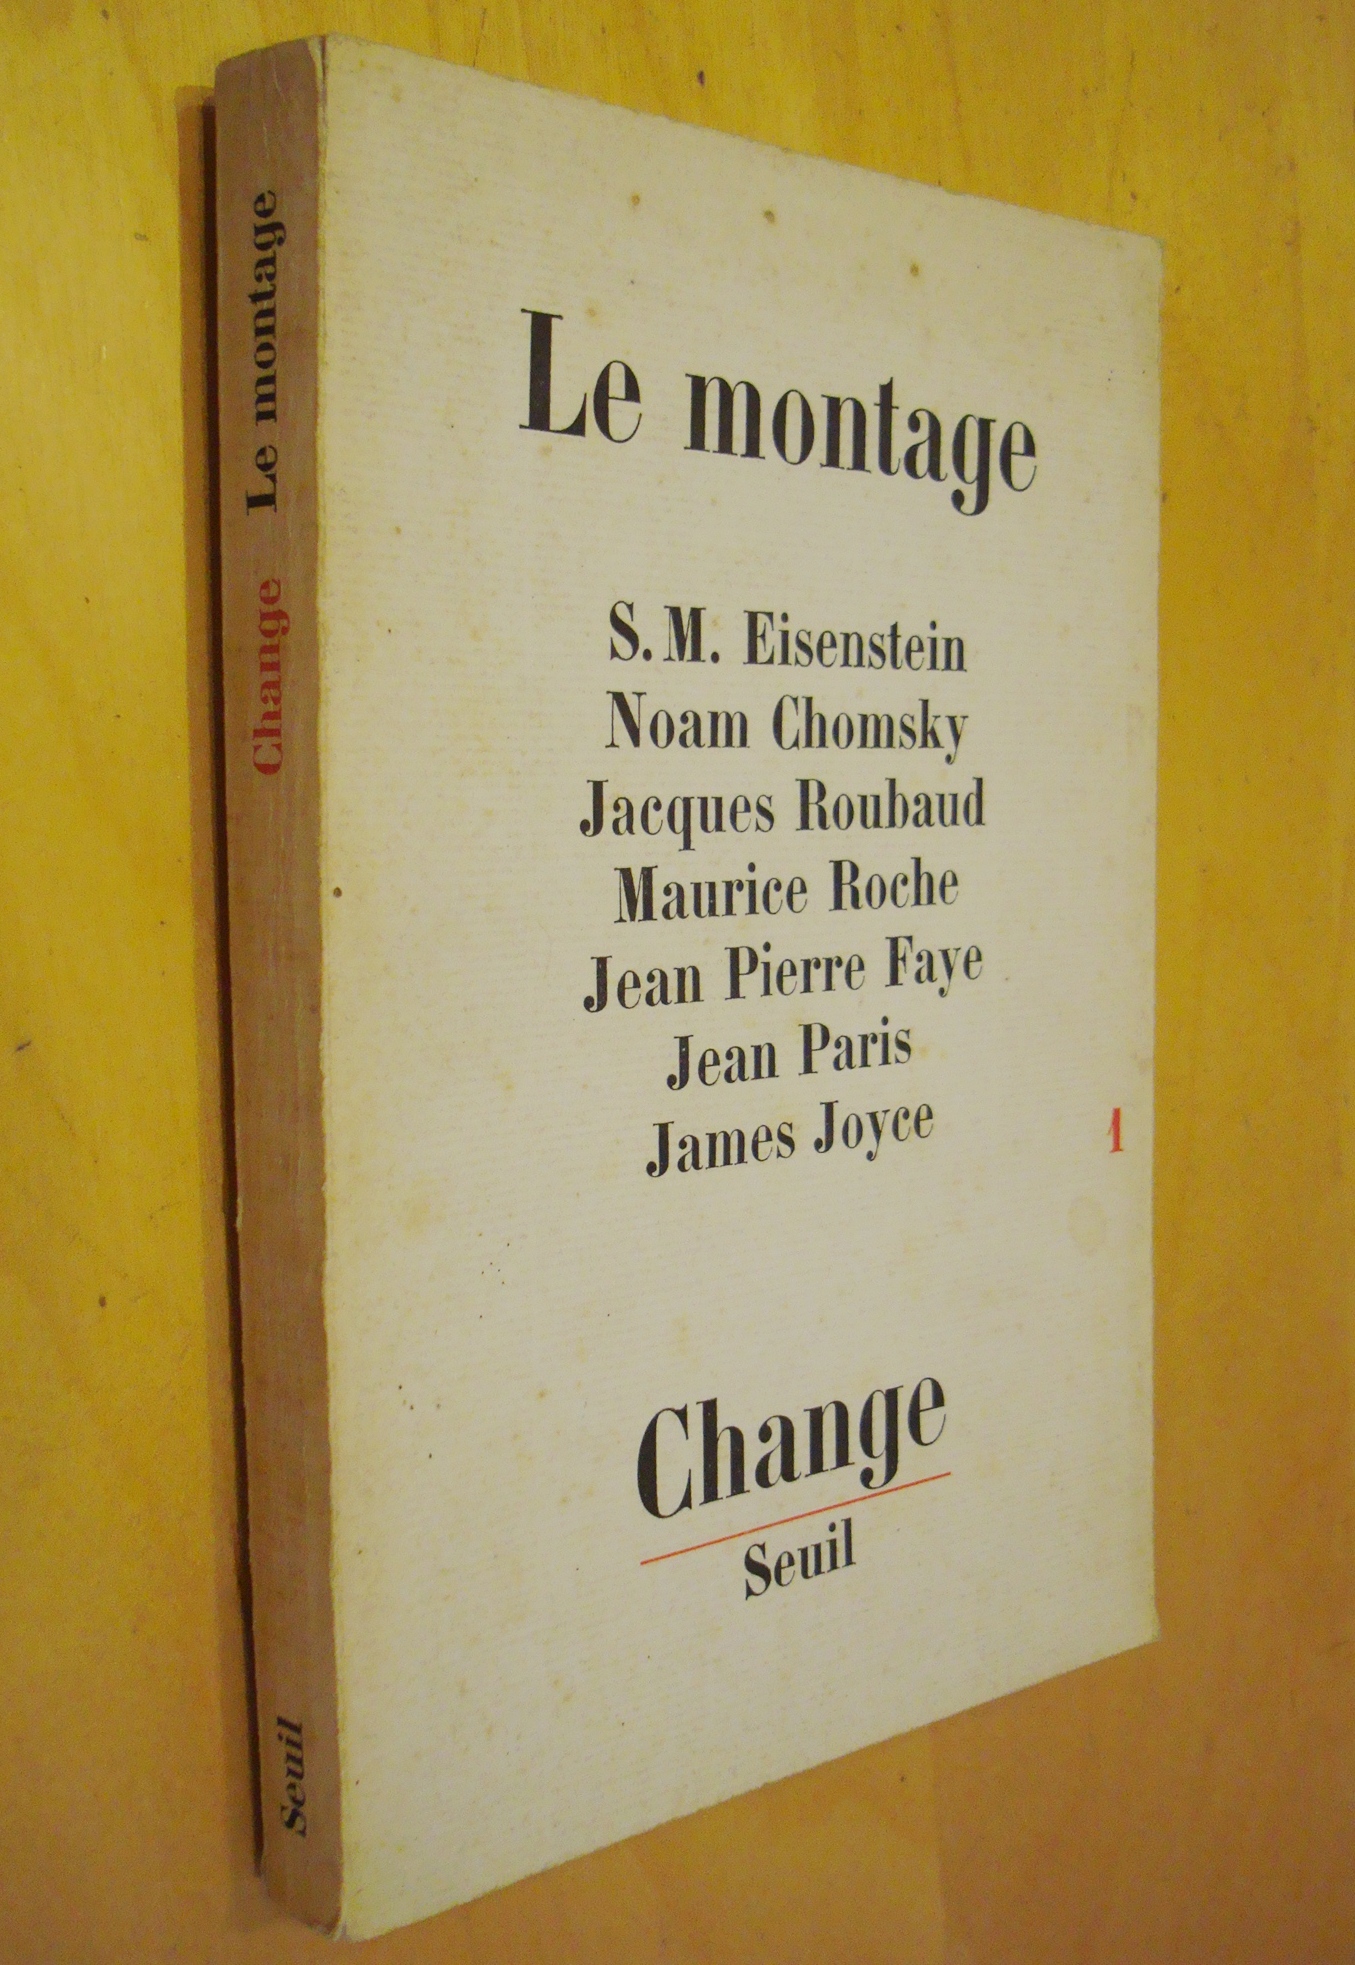 Le montage
S. M. Eisenstein
Noam Chomsky
Jacques Roubaud
Maurice Roche
Jean Pierre Faye
Jean Paris
James Joyce
1
Change
Seuil
Seuil Change Le montage